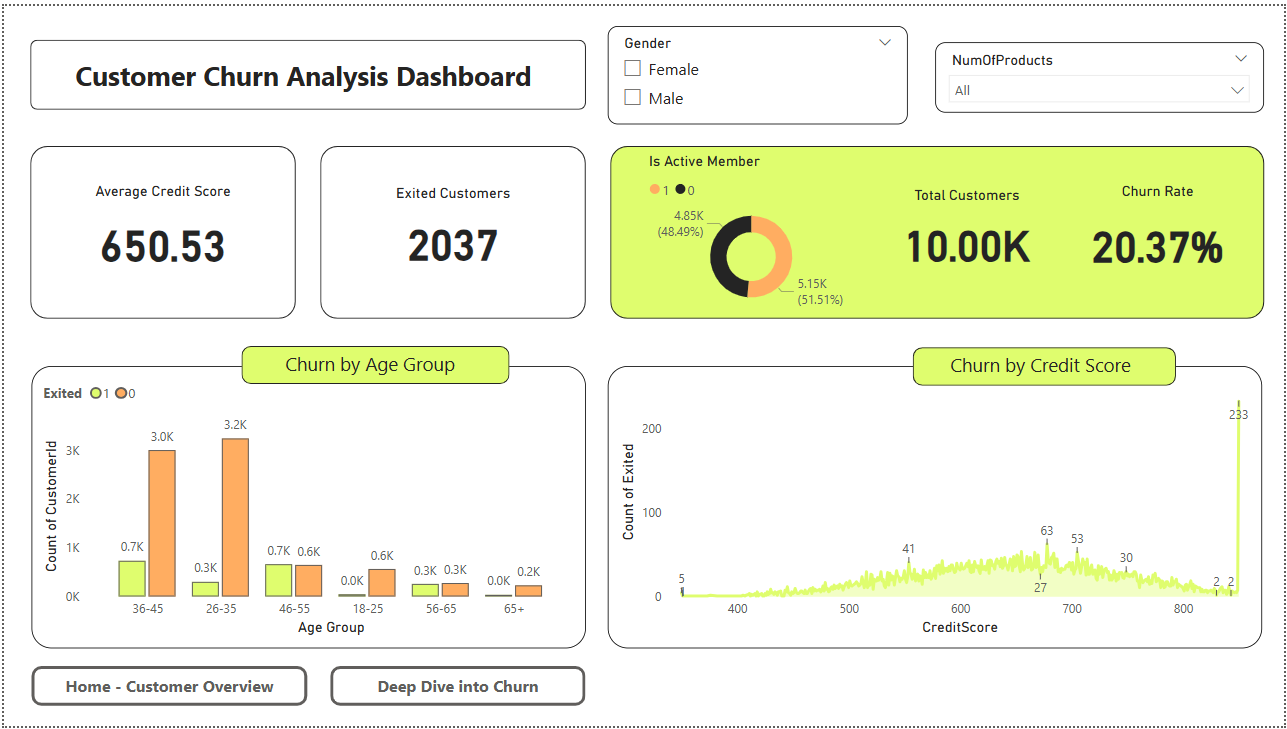 Customer Churn Analysis Dashboard
Gender
Female
Male
NumOfProducts
All
Average Credit Score
650.53
Exited Customers
2037
Is Active Member
1 0
4.85K
(48.49%)
5.15K
(51.51%)
Total Customers
10.00K
Churn Rate
20.37%
Churn by Age Group
Exited 1 0
Count of CustomerId
3K
2K
1K
0K
0.7K 3.0K
0.3K 3.2K
0.7K 0.6K
0.0K 0.6K
0.3K 0.3K
0.0K 0.2K
36-45 26-35 46-55 18-25 56-65 65+
Age Group
Churn by Credit Score
Count of Exited
200
100
0
5
41
63
27
53
30
2
2
233
400 500 600 700 800
CreditScore
Home - Customer Overview
Deep Dive into Churn